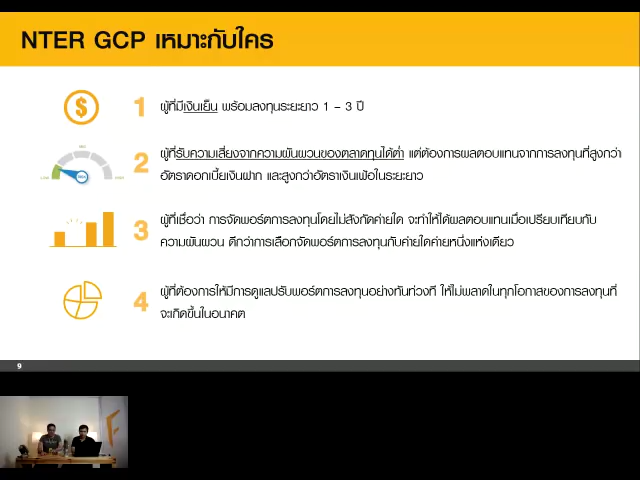 NTER GCP เหมาะกับใคร
1 ผู้ที่มีเงินเย็น พร้อมลงทุนระยะยาว 1 - 3 ปี
2 ผู้ที่รับความเสี่ยงจากความผันผวนของตลาดทุนได้ต่ำ แต่ต้องการผลตอบแทนจากการลงทุนที่สูงกว่า
อัตราดอกเบี้ยเงินฝาก และสูงกว่าอัตราเงินเฟ้อในระยะยาว
3 ผู้ที่เชื่อว่า การจัดพอร์ตการลงทุนโดยไม่สังกัดค่ายใด จะทำให้ได้ผลตอบแทนเมื่อเปรียบเทียบกับ
ความผันผวน ดีกว่าการเลือกจัดพอร์ตการลงทุนกับค่ายใดค่ายหนึ่งแห่งเดียว
4 ผู้ที่ต้องการให้มีการดูแลปรับพอร์ตการลงทุนอย่างทันท่วงที ให้ไม่พลาดในทุกโอกาสของการลงทุนที่
จะเกิดขึ้นในอนาคต
9